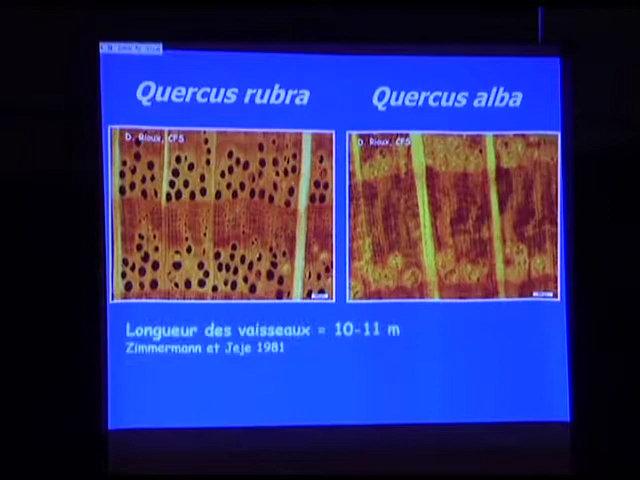 Quercus rubra
Quercus alba
D. Rioux, CFS
D. Rioux, CFS
Longueur des vaisseaux = 10-11 m
Zimmermann et Jeje 1981